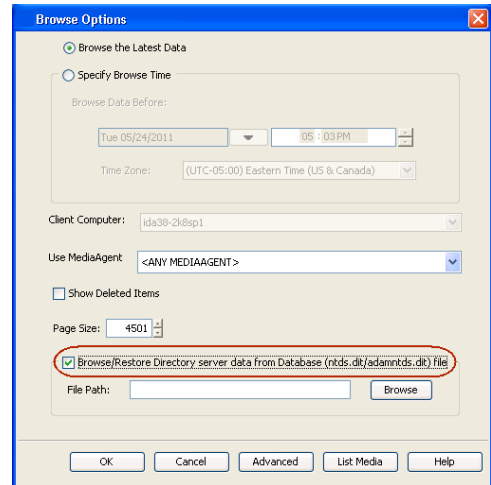 Browse Options
Browse the Latest Data
Specify Browse Time
Browse Data Before:
Tue 05/24/2011 05 : 03 PM
Time Zone: (UTC-05:00) Eastern Time (US & Canada)
Client Computer: ida38-2k8sp1
Use MediaAgent <ANY MEDIAAGENT>
Show Deleted Items
Page Size: 4501
Browse/Restore Directory server data from Database (ntds.dit/adamntds.dit) file
File Path: Browse
OK Cancel Advanced List Media Help